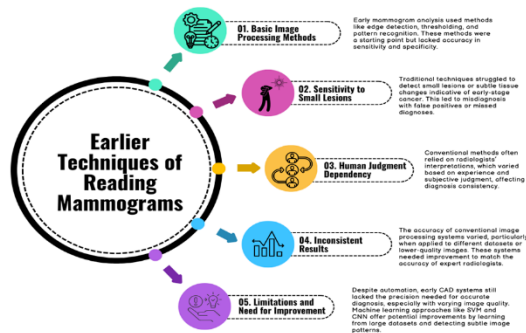 Earlier
Techniques of
Reading
Mammograms
01. Basic Image
Processing Methods
Early mammogram analysis used methods
like edge detection, thresholding, and
pattern recognition. These methods were
a starting point but lacked accuracy in
sensitivity and specificity.
02. Sensitivity to
Small Lesions
Traditional techniques struggled to
detect small lesions or subtle tissue
changes indicative of early-stage
cancer. This led to misdiagnosis with
false positives or missed
diagnoses.
03. Human Judgment
Dependency
Conventional methods often
relied on radiologists'
interpretations, which varied
based on experience and
subjective judgment, affecting
diagnosis consistency.
04. Inconsistent
Results
The accuracy of conventional image
processing systems varied, particularly
when applied to different datasets or
lower-quality images. These systems
needed improvement to match the
accuracy of expert radiologists.
05. Limitations and
Need for Improvement
Despite automation, early CAD systems still
lacked the precision needed for accurate
diagnosis, especially with varying image quality.
Machine learning approaches like SVM and
CNN offer potential improvements by learning
from large datasets and detecting subtle image
patterns.